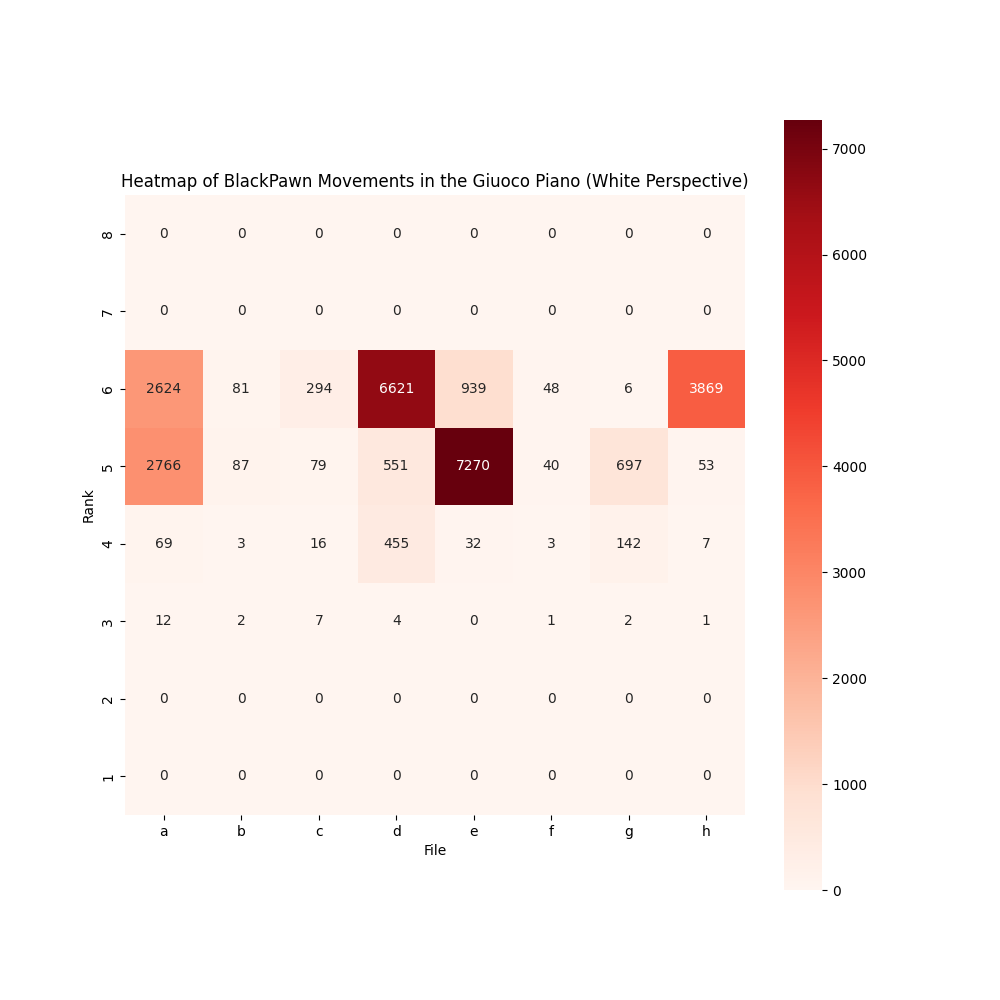 Heatmap of BlackPawn Movements in the Giuoco Piano (White Perspective)
8 0 0 0 0 0 0 0 0
7 0 0 0 0 0 0 0 0
6 2624 81 294 6621 939 48 6 3869
5 2766 87 79 551 7270 40 697 53
Rank
4 69 3 16 455 32 3 142 7
3 12 2 7 4 0 1 2 1
2 0 0 0 0 0 0 0 0
1 0 0 0 0 0 0 0 0
a b c d e f g h
File
7000
6000
5000
4000
3000
2000
1000
0